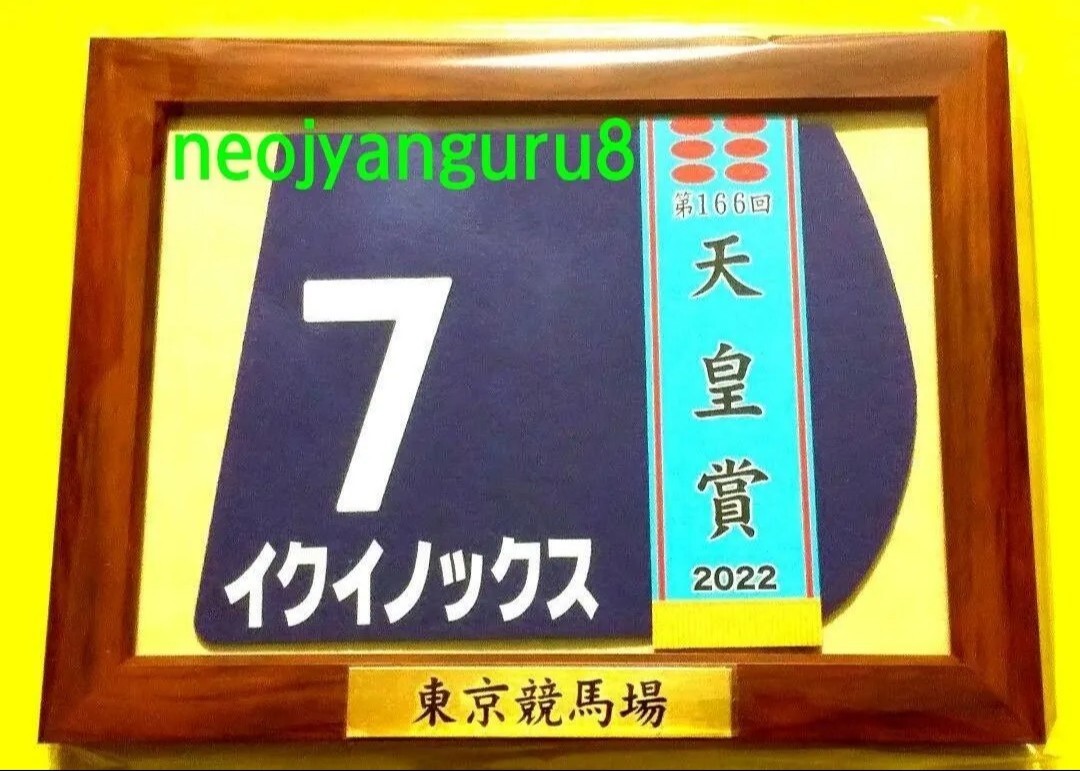 neojyanguru8
第166回
天皇賞
2022
7
イクイノックス
東京競馬場